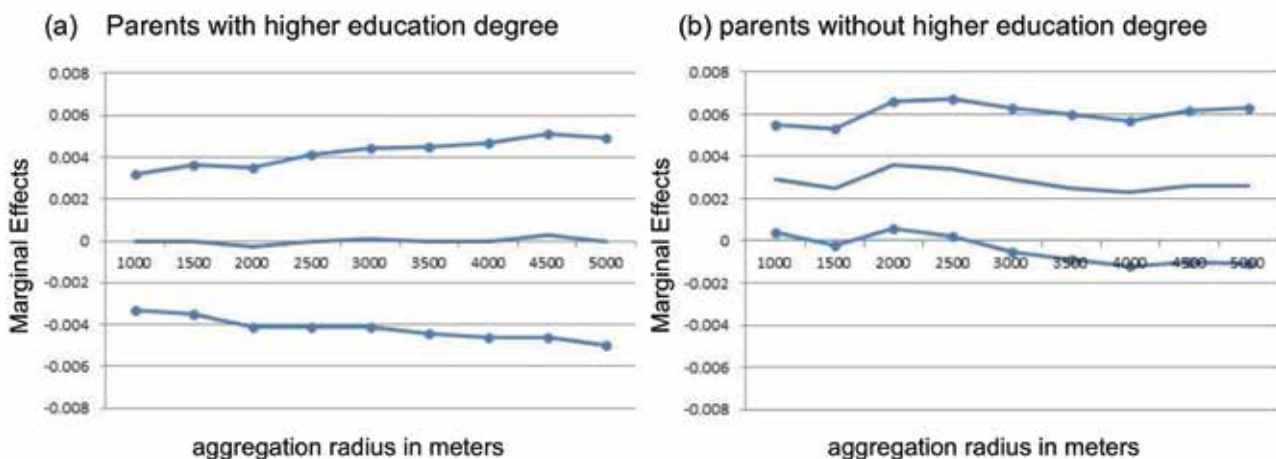 (a) Parents with higher education degree
0.008
0.006
0.004
0.002
0
-0.002
-0.004
-0.006
-0.008
Marginal Effects
1000 1500 2000 2500 3000 3500 4000 4500 5000
aggregation radius in meters
(b) parents without higher education degree
0.008
0.006
0.004
0.002
0
-0.002
-0.004
-0.006
-0.008
Marginal Effects
1000 1500 2000 2500 3000 3500 4000 4500 5000
aggregation radius in meters